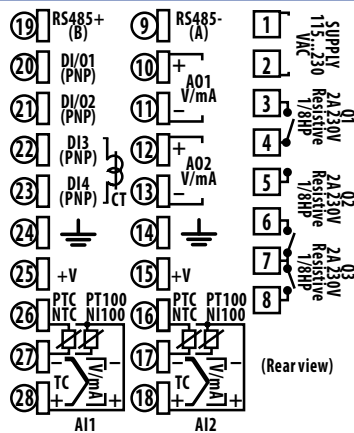 19 RS485+ (B)
20 DI/O1 (PNP)
21 DI/O2 (PNP)
22 DI3 (PNP)
23 DI4 (PNP)
CT
24
25 +V
26 PTC NTC PT100 NI100
27
28 TC V/mA
- - + +
AI1
9 RS485- (A)
10 + AO1
11 - V/mA
12 + AO2
13 - V/mA
14
15 +V
16 PTC NTC PT100 NI100
17
18 TC V/mA
- - + +
AI2
1
2
SUPPLY 115...230 VAC
3
4
Q1 2A 230V Resistive 1/8HP
5
6
Q2 2A 230V Resistive 1/8HP
7
8
Q3 2A 230V Resistive 1/8HP
(Rear view)